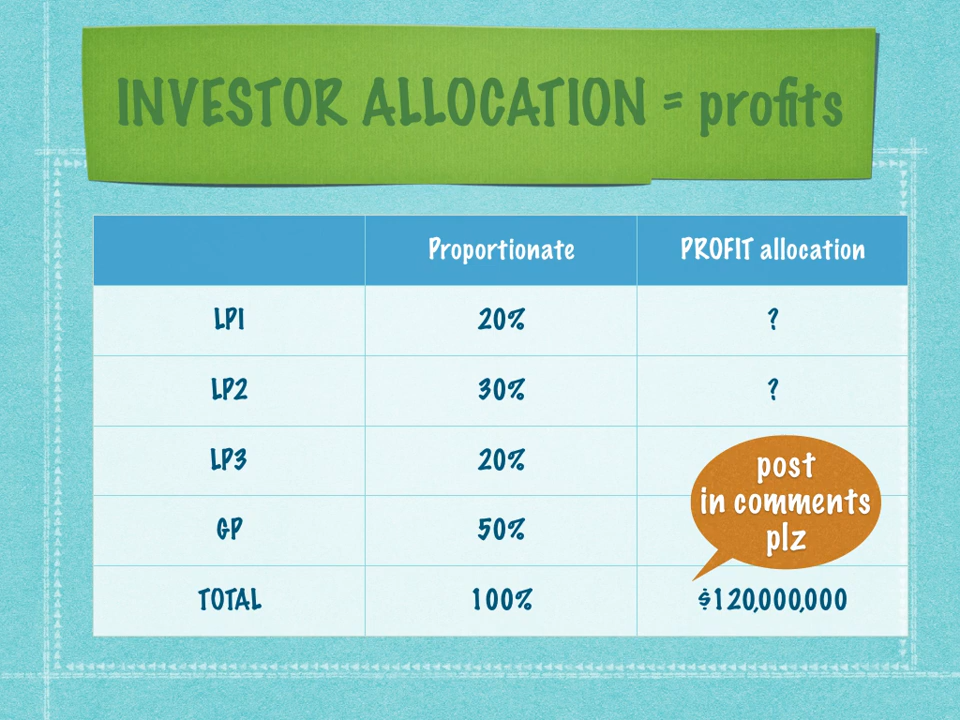 INVESTOR ALLOCATION = profits
Proportionate PROFIT allocation
LP1 20% ?
LP2 30% ?
LP3 20%
GP 50%
TOTAL 100% $120,000,000
post
in comments
plz